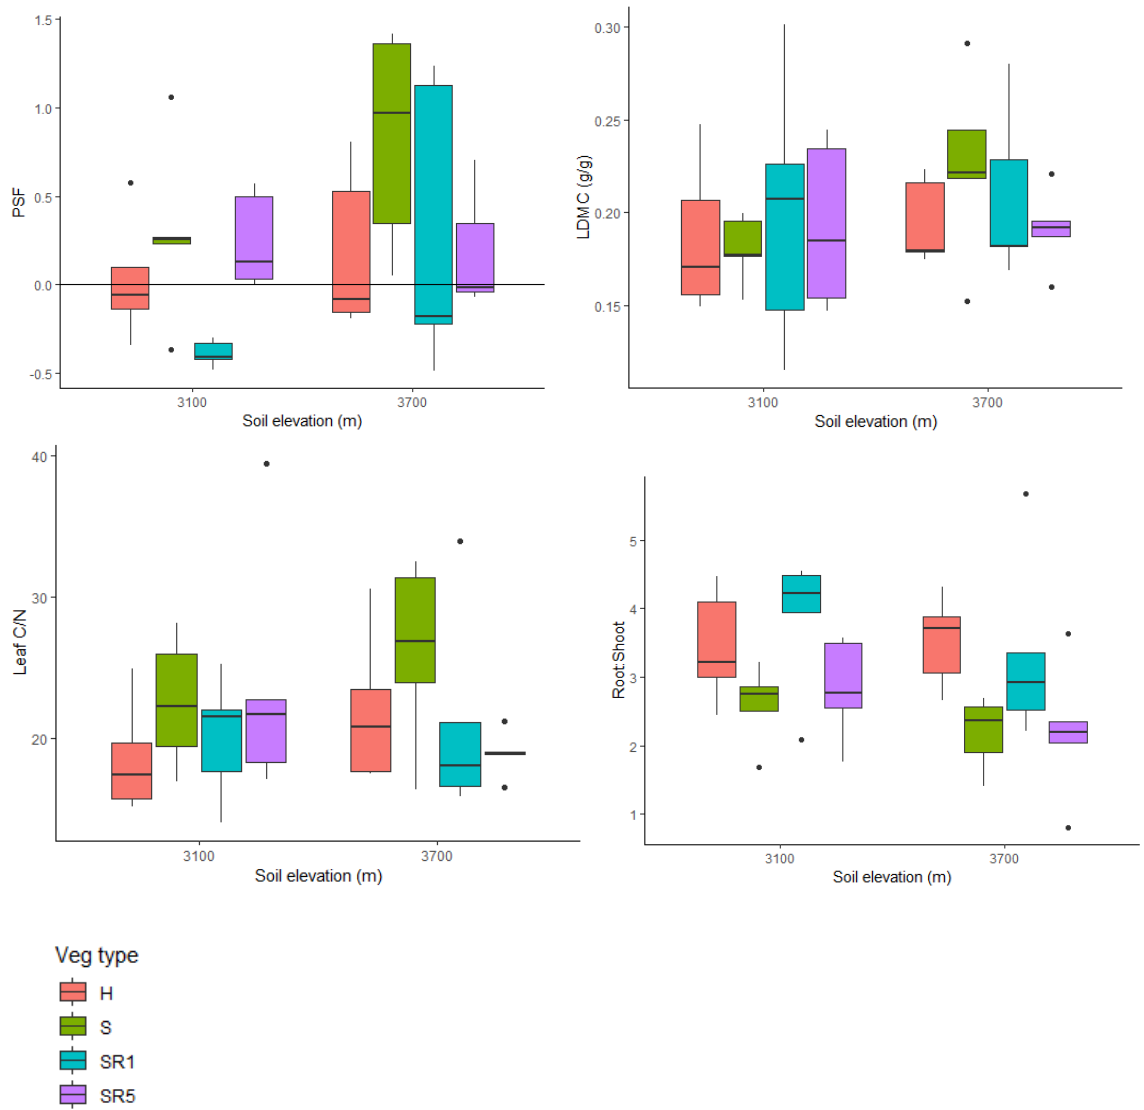 PSF
1.5
1.0
0.5
0.0
-0.5
3100
3700
Soil elevation (m)
LDMC (g/g)
0.30
0.25
0.20
0.15
3100
3700
Soil elevation (m)
Leaf C/N
40
30
20
3100
3700
Soil elevation (m)
Root:Shoot
5
4
3
2
1
3100
3700
Soil elevation (m)
Veg type
H
S
SR1
SR5